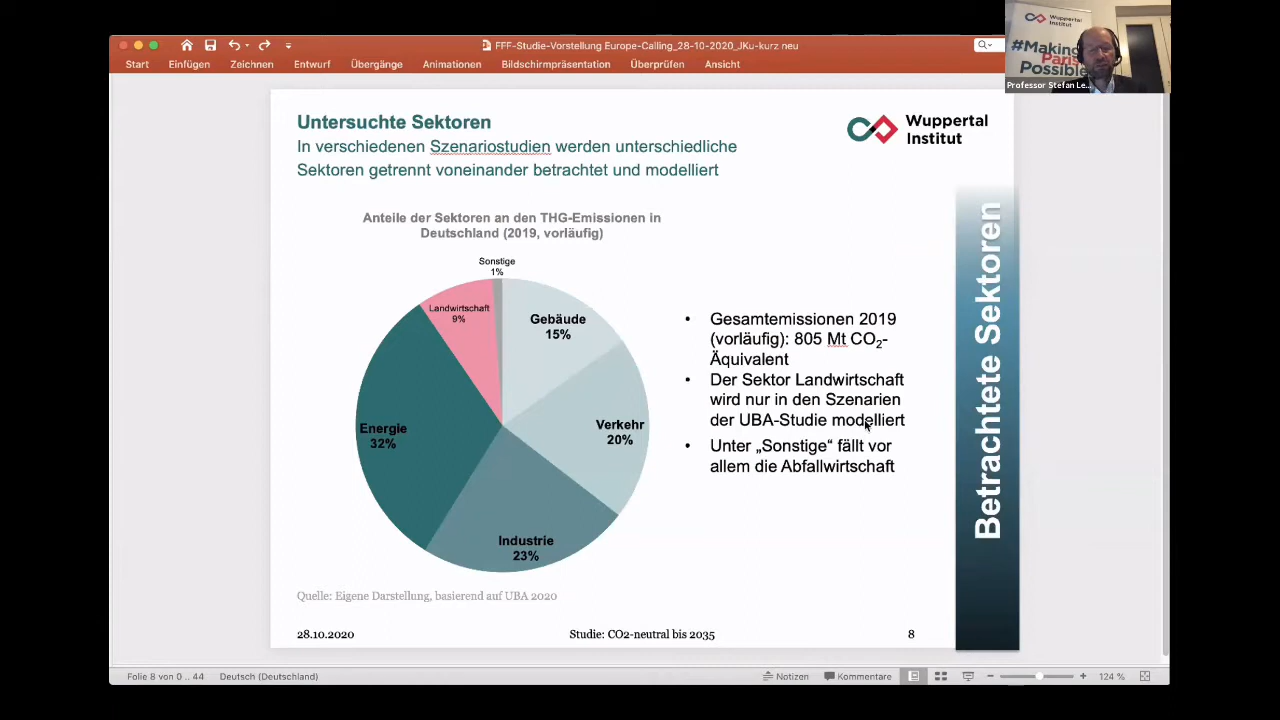 FFF-Studie-Vorstellung Europe-Calling_28-10-2020_JKu-kurz neu
Start Einfügen Zeichnen Entwurf Übergänge Animationen Bildschirmpräsentation Überprüfen Ansicht
Wuppertal
Institut
#Making
Paris
Possible
Professor Stefan Le...
Untersuchte Sektoren
In verschiedenen Szenariostudien werden unterschiedliche
Sektoren getrennt voneinander betrachtet und modelliert
Wuppertal
Institut
Anteile der Sektoren an den THG-Emissionen in
Deutschland (2019, vorläufig)
Sonstige
1%
Landwirtschaft
9%
Gebäude
15%
Energie
32%
Verkehr
20%
Industrie
23%
• Gesamtemissionen 2019
(vorläufig): 805 Mt CO₂-
Äquivalent
• Der Sektor Landwirtschaft
wird nur in den Szenarien
der UBA-Studie modelliert
• Unter „Sonstige“ fällt vor
allem die Abfallwirtschaft
Betrachtete Sektoren
Quelle: Eigene Darstellung, basierend auf UBA 2020
28.10.2020 Studie: CO2-neutral bis 2035 8
Folie 8 von 0 .. 44 Deutsch (Deutschland) Notizen Kommentare 124 %